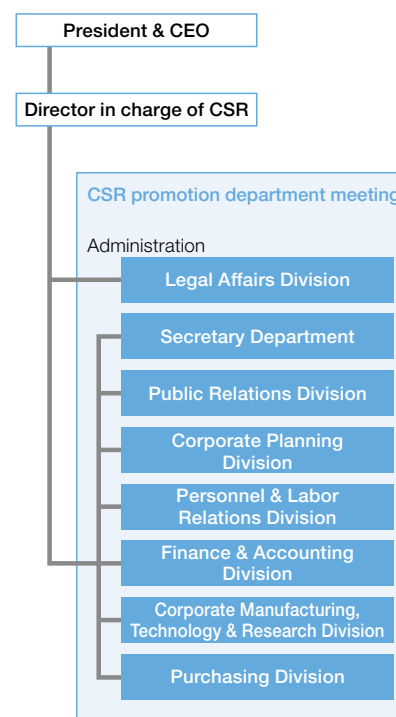 President & CEO
Director in charge of CSR
CSR promotion department meeting
Administration
Legal Affairs Division
Secretary Department
Public Relations Division
Corporate Planning
Division
Personnel & Labor
Relations Division
Finance & Accounting
Division
Corporate Manufacturing,
Technology & Research Division
Purchasing Division